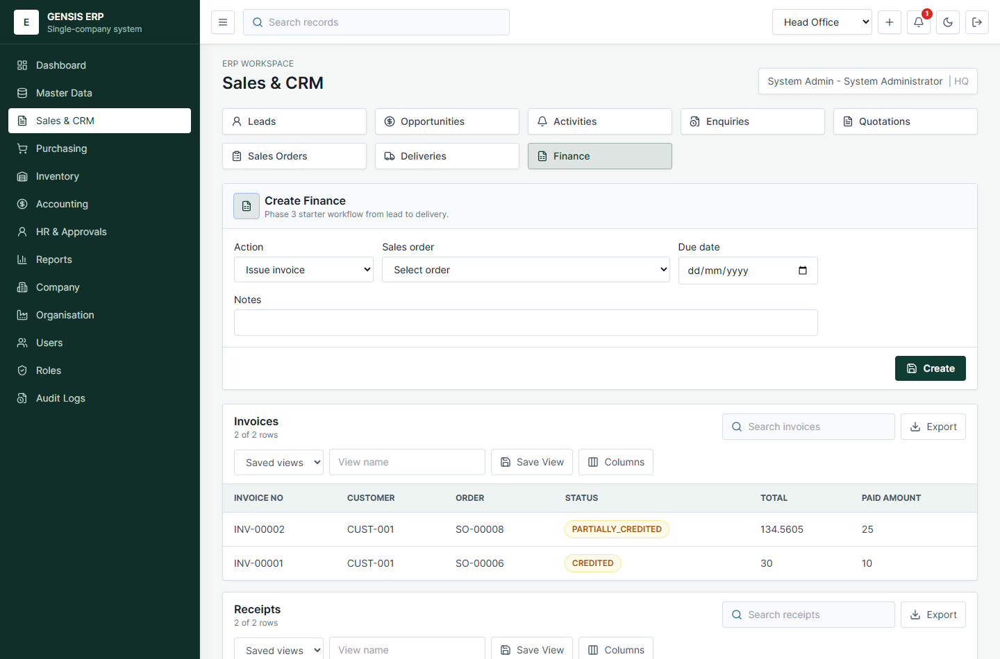 E
GENSIS ERP
Single-company system
Dashboard
Master Data
Sales & CRM
Purchasing
Inventory
Accounting
HR & Approvals
Reports
Company
Organisation
Users
Roles
Audit Logs
Search records
Head Office
1
ERP WORKSPACE
Sales & CRM
System Admin - System Administrator | HQ
Leads
Opportunities
Activities
Enquiries
Quotations
Sales Orders
Deliveries
Finance
Create Finance
Phase 3 starter workflow from lead to delivery.
Action
Sales order
Due date
Issue invoice
Select order
dd/mm/yyyy
Notes
Create
Invoices
2 of 2 rows
Search invoices
Export
Saved views
View name
Save View
Columns
INVOICE NO CUSTOMER ORDER STATUS TOTAL PAID AMOUNT
INV-00002 CUST-001 SO-00008 PARTIALLY_CREDITED 134.5605 25
INV-00001 CUST-001 SO-00006 CREDITED 30 10
Receipts
2 of 2 rows
Search receipts
Export
Saved views
View name
Save View
Columns